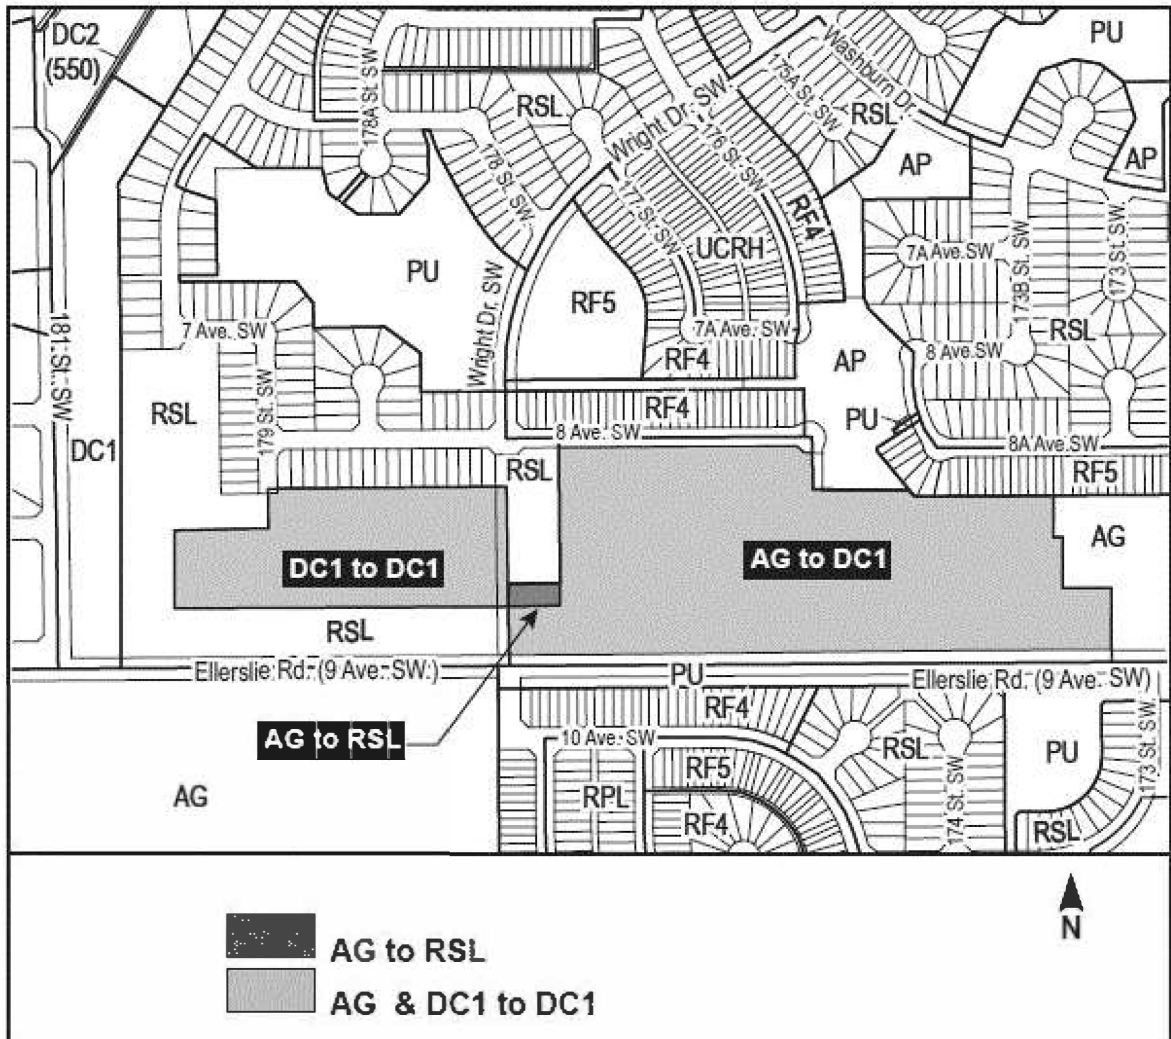 DC2
(550)
PU
178A St. SW
RSL
Wright Dr. SW
175A St. SW
Washburn Dr.
RSL
176 St. SW
AP
AP
178 St. SW
177 St. SW
RF4
PU
UCRH
7A Ave. SW
173B St. SW
173 St. SW
Wright Dr. SW
RF5
181 St. SW
7 Ave. SW
7A Ave. SW
RSL
RF4
AP
8 Ave. SW
RSL
179 St. SW
RF4
PU
DC1
8 Ave. SW
8A Ave. SW
RSL
RF5
DC1 to DC1
AG to DC1
AG
RSL
Ellerslie Rd. (9 Ave. SW.)
PU
Ellerslie Rd. (9 Ave. SW)
RF4
AG to RSL
10 Ave. SW
RSL
PU
173 St. SW
RF5
AG
RPL
174 St. SW
RF4
RSL
N
AG to RSL
AG & DC1 to DC1